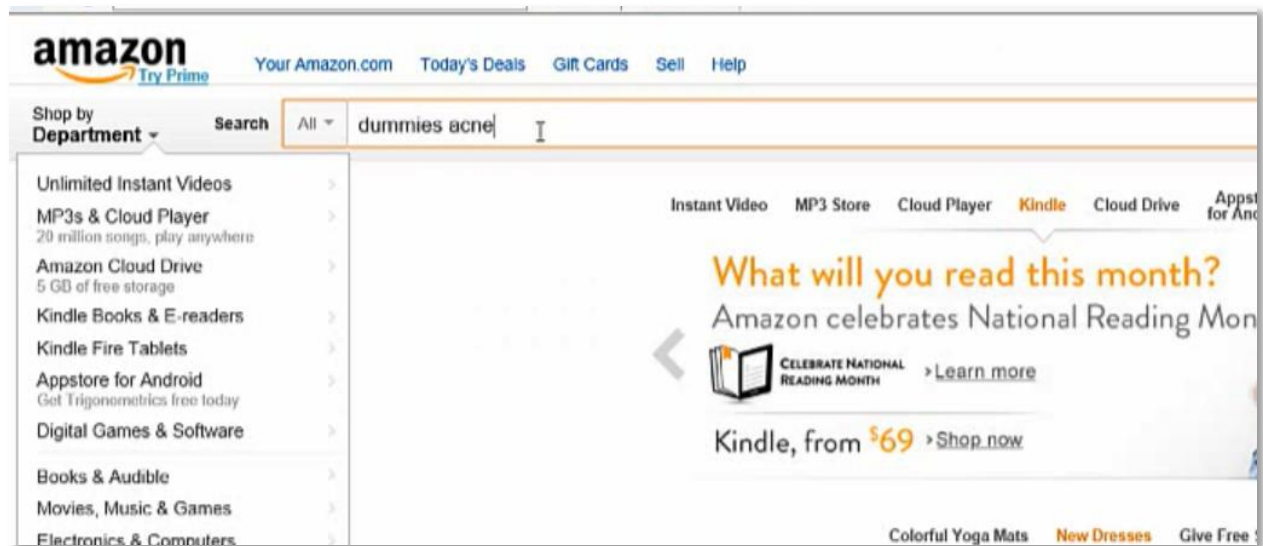 amazon
Try Prime
Your Amazon.com Today's Deals Gift Cards Sell Help
Shop by
Department
Search All dummies acne
Unlimited Instant Videos
MP3s & Cloud Player
20 million songs, play anywhere
Amazon Cloud Drive
5 GB of free storage
Kindle Books & E-readers
Kindle Fire Tablets
Appstore for Android
Get Trigonometrics free today
Digital Games & Software
Books & Audible
Movies, Music & Games
Electronics & Computers
Instant Video MP3 Store Cloud Player Kindle Cloud Drive Appst
for And
What will you read this month?
Amazon celebrates National Reading Mon
CELEBRATE NATIONAL
READING MONTH
›Learn more
Kindle, from $69 ›Shop now
Colorful Yoga Mats New Dresses Give Free